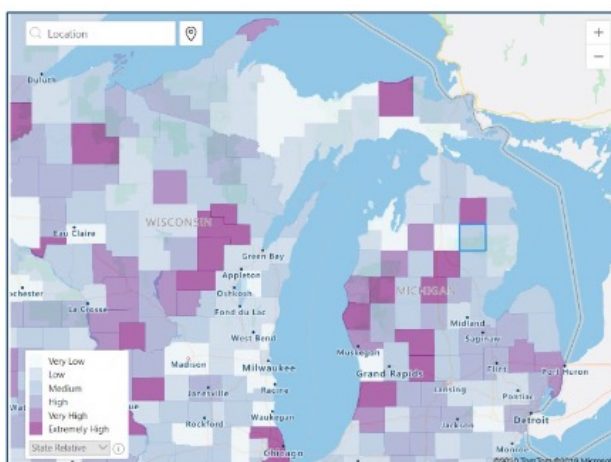 Location
+
−
Duluth
WISCONSIN
Eau Claire
Green Bay
Appleton
Oshkosh
Fond du Lac
La Crosse
West Bend
Madison
Milwaukee
Janesville
Racine
Rockford
Waukegan
Chicago
MICHIGAN
Midland
Saginaw
Muskegon
Grand Rapids
Flint
Port Huron
Lansing
Pontiac
Jackson
Detroit
Monroe
Very Low
Low
Medium
High
Very High
Extremely High
State Relative